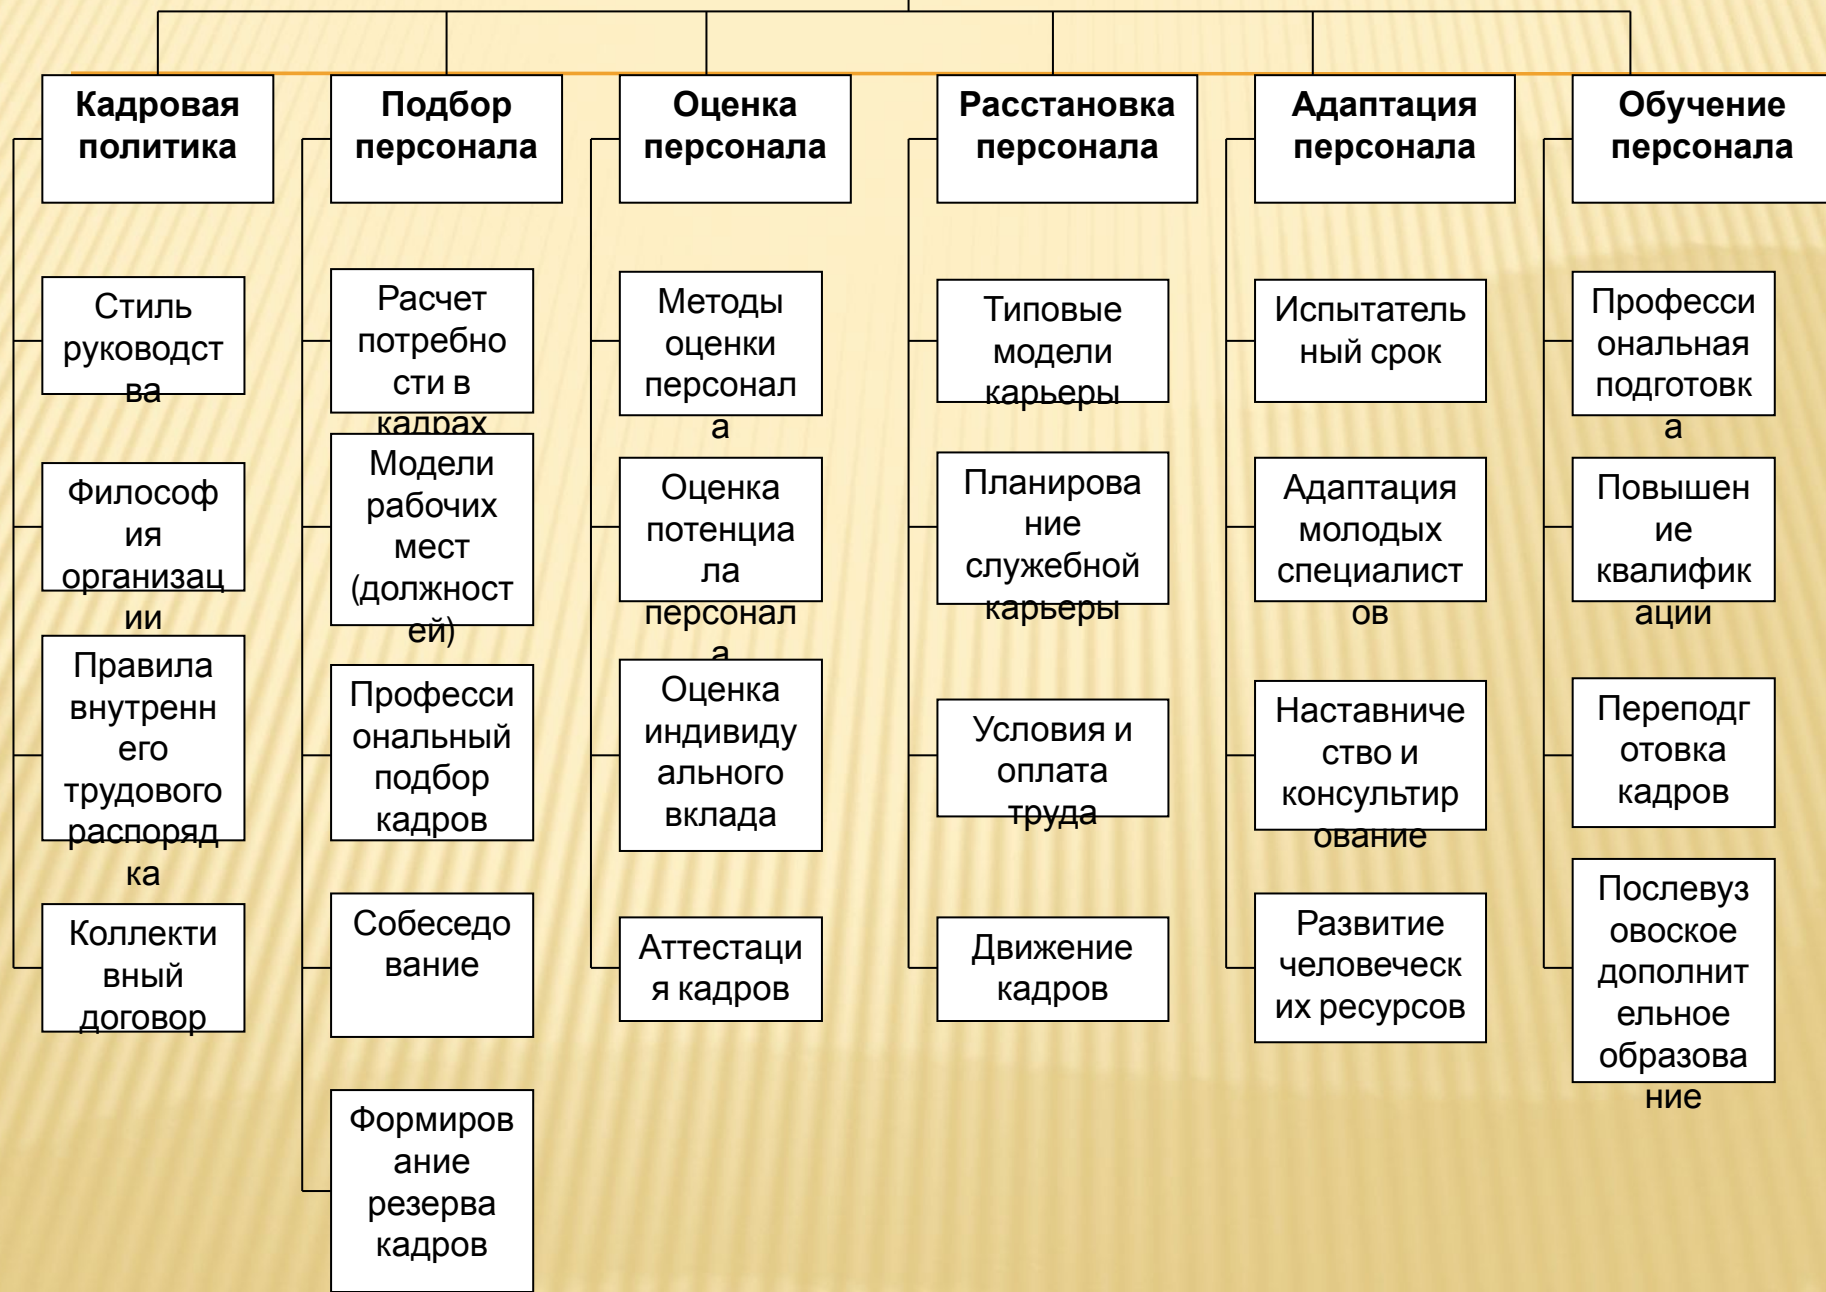 Кадровая
политика
Стиль
руководст
ва
Философ
ия
организац
ии
Правила
внутренн
его
трудового
распоряд
ка
Коллекти
вный
договор
Подбор
персонала
Расчет
потребно
сти в
кадрах
Модели
рабочих
мест
(должност
ей)
Професси
ональный
подбор
кадров
Собеседо
вание
Формиров
ание
резерва
кадров
Оценка
персонала
Методы
оценки
персонал
а
Оценка
потенциа
ла
персонал
а
Оценка
индивиду
ального
вклада
Аттестаци
я кадров
Расстановка
персонала
Типовые
модели
карьеры
Планирова
ние
служебной
карьеры
Условия и
оплата
труда
Движение
кадров
Адаптация
персонала
Испытатель
ный срок
Адаптация
молодых
специалист
ов
Наставниче
ство и
консультир
ование
Развитие
человеческ
их ресурсов
Обучение
персонала
Професси
ональная
подготовк
а
Повышен
ие
квалифик
ации
Переподг
отовка
кадров
Послевуз
овоское
дополнит
ельное
образова
ние